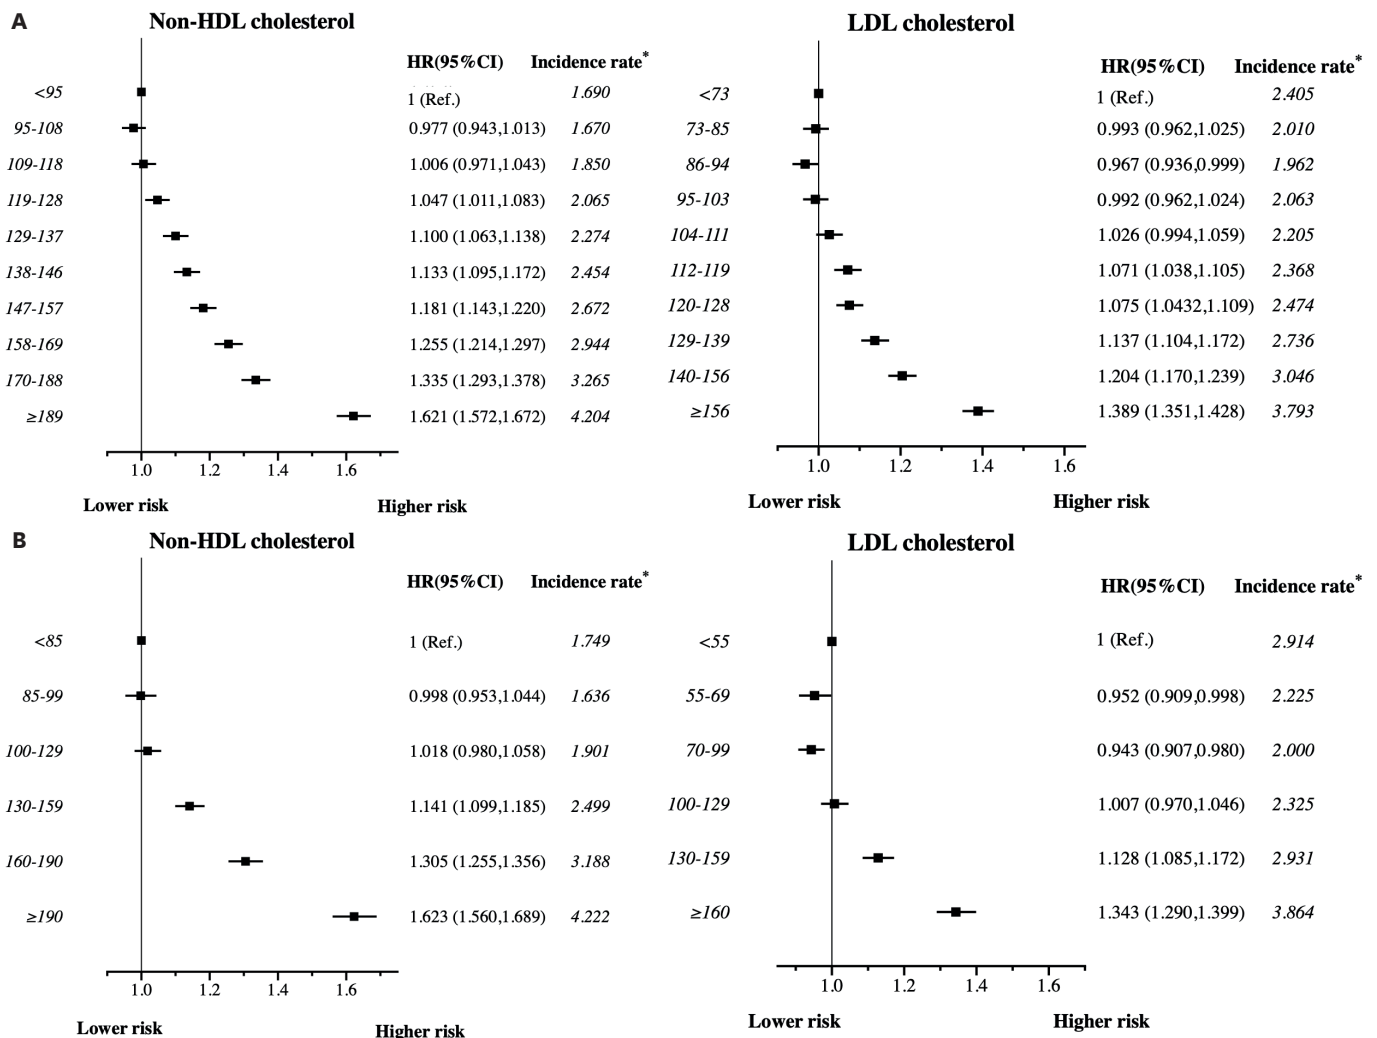 A
Non-HDL cholesterol
HR(95%CI) Incidence rate*
<95 1 (Ref.) 1.690
95-108 0.977 (0.943,1.013) 1.670
109-118 1.006 (0.971,1.043) 1.850
119-128 1.047 (1.011,1.083) 2.065
129-137 1.100 (1.063,1.138) 2.274
138-146 1.133 (1.095,1.172) 2.454
147-157 1.181 (1.143,1.220) 2.672
158-169 1.255 (1.214,1.297) 2.944
170-188 1.335 (1.293,1.378) 3.265
≥189 1.621 (1.572,1.672) 4.204
1.0 1.2 1.4 1.6
Lower risk Higher risk
LDL cholesterol
HR(95%CI) Incidence rate*
<73 1 (Ref.) 2.405
73-85 0.993 (0.962,1.025) 2.010
86-94 0.967 (0.936,0.999) 1.962
95-103 0.992 (0.962,1.024) 2.063
104-111 1.026 (0.994,1.059) 2.205
112-119 1.071 (1.038,1.105) 2.368
120-128 1.075 (1.0432,1.109) 2.474
129-139 1.137 (1.104,1.172) 2.736
140-156 1.204 (1.170,1.239) 3.046
≥156 1.389 (1.351,1.428) 3.793
1.0 1.2 1.4 1.6
Lower risk Higher risk
B
Non-HDL cholesterol
HR(95%CI) Incidence rate*
<85 1 (Ref.) 1.749
85-99 0.998 (0.953,1.044) 1.636
100-129 1.018 (0.980,1.058) 1.901
130-159 1.141 (1.099,1.185) 2.499
160-190 1.305 (1.255,1.356) 3.188
≥190 1.623 (1.560,1.689) 4.222
1.0 1.2 1.4 1.6
Lower risk Higher risk
LDL cholesterol
HR(95%CI) Incidence rate*
<55 1 (Ref.) 2.914
55-69 0.952 (0.909,0.998) 2.225
70-99 0.943 (0.907,0.980) 2.000
100-129 1.007 (0.970,1.046) 2.325
130-159 1.128 (1.085,1.172) 2.931
≥160 1.343 (1.290,1.399) 3.864
1.0 1.2 1.4 1.6
Lower risk Higher risk